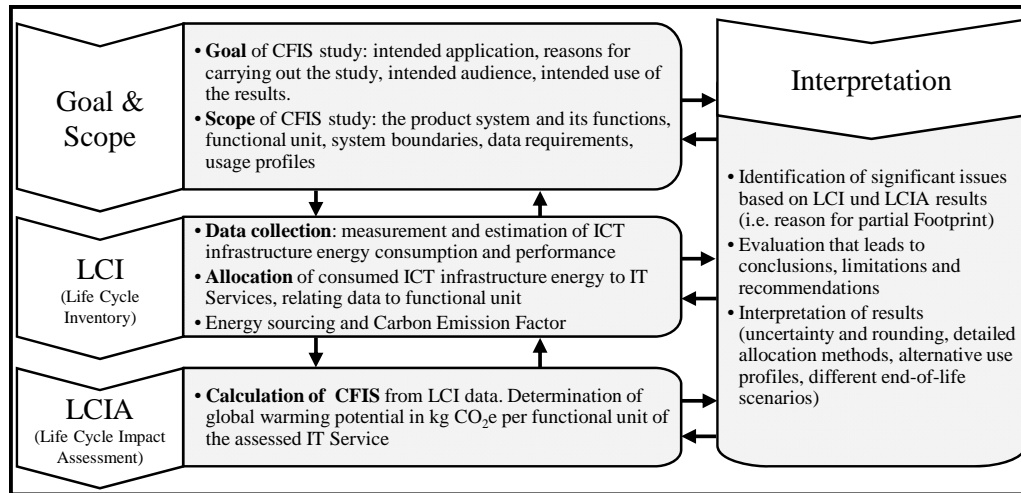 Goal &
Scope
• Goal of CFIS study: intended application, reasons for
carrying out the study, intended audience, intended use of
the results.
• Scope of CFIS study: the product system and its functions,
functional unit, system boundaries, data requirements,
usage profiles
LCI
(Life Cycle
Inventory)
• Data collection: measurement and estimation of ICT
infrastructure energy consumption and performance
• Allocation of consumed ICT infrastructure energy to IT
Services, relating data to functional unit
• Energy sourcing and Carbon Emission Factor
LCIA
(Life Cycle Impact
Assessment)
• Calculation of CFIS from LCI data. Determination of
global warming potential in kg CO₂e per functional unit of
the assessed IT Service
Interpretation
• Identification of significant issues
based on LCI und LCIA results
(i.e. reason for partial Footprint)
• Evaluation that leads to
conclusions, limitations and
recommendations
• Interpretation of results
(uncertainty and rounding, detailed
allocation methods, alternative use
profiles, different end-of-life
scenarios)